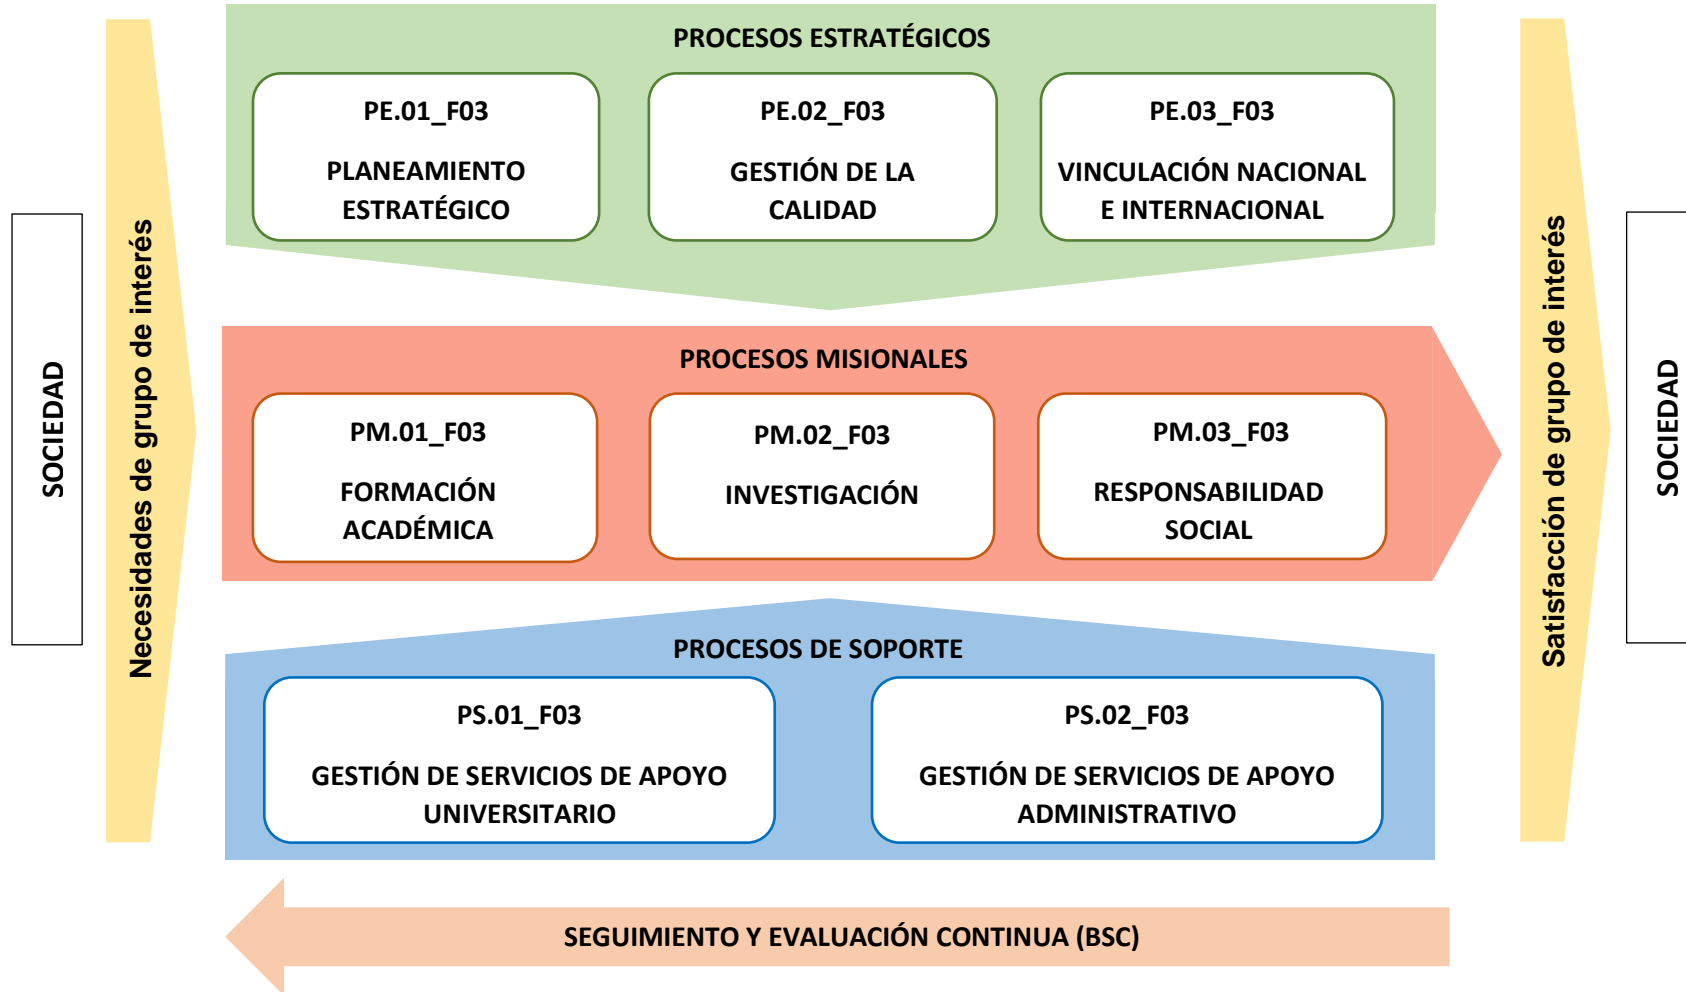 SOCIEDAD
Necesidades de grupo de interés
PROCESOS ESTRATÉGICOS
PE.01_F03
PLANEAMIENTO
ESTRATÉGICO
PE.02_F03
GESTIÓN DE LA
CALIDAD
PE.03_F03
VINCULACIÓN NACIONAL
E INTERNACIONAL
PROCESOS MISIONALES
PM.01_F03
FORMACIÓN
ACADÉMICA
PM.02_F03
INVESTIGACIÓN
PM.03_F03
RESPONSABILIDAD
SOCIAL
PROCESOS DE SOPORTE
PS.01_F03
GESTIÓN DE SERVICIOS DE APOYO
UNIVERSITARIO
PS.02_F03
GESTIÓN DE SERVICIOS DE APOYO
ADMINISTRATIVO
SEGUIMIENTO Y EVALUACIÓN CONTINUA (BSC)
Satisfacción de grupo de interés
SOCIEDAD